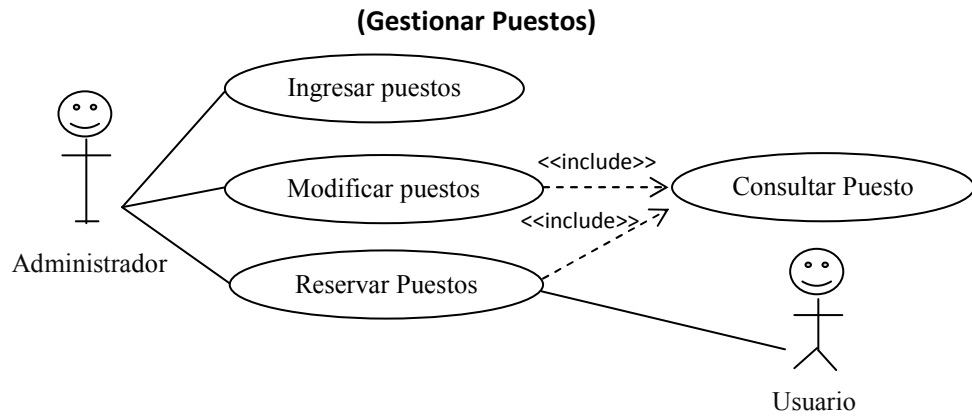 (Gestionar Puestos)
Ingresar puestos
<<include>>
Modificar puestos
Consultar Puesto
<<include>>
Administrador
Reservar Puestos
Usuario